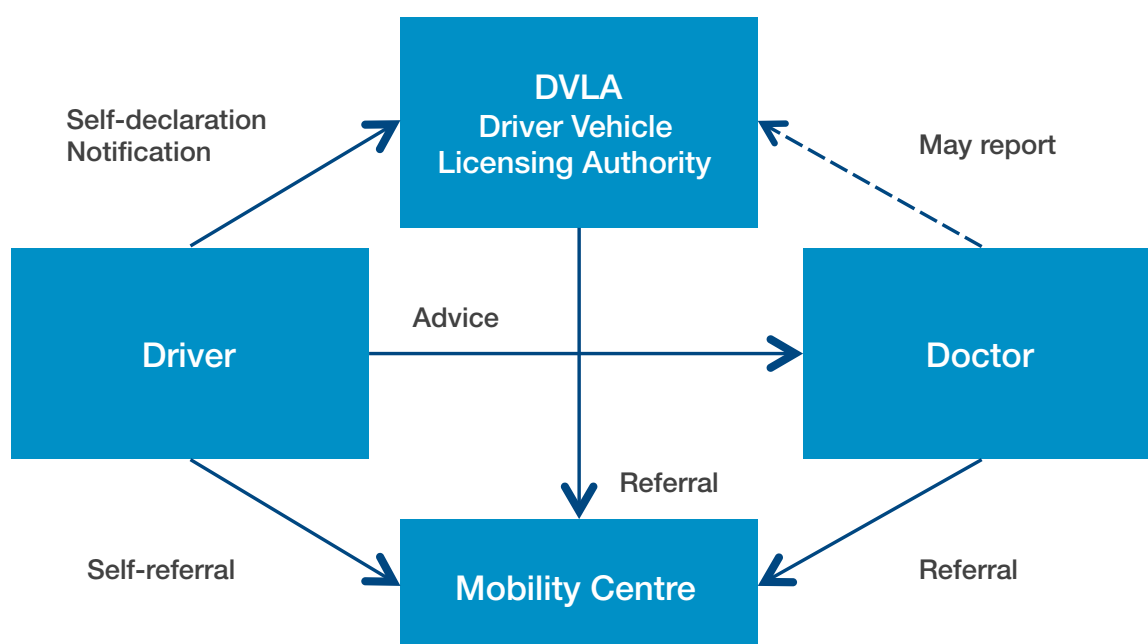 DVLA
Driver Vehicle
Licensing Authority
Self-declaration
Notification
May report
Advice
Driver
Doctor
Referral
Self-referral
Mobility Centre
Referral